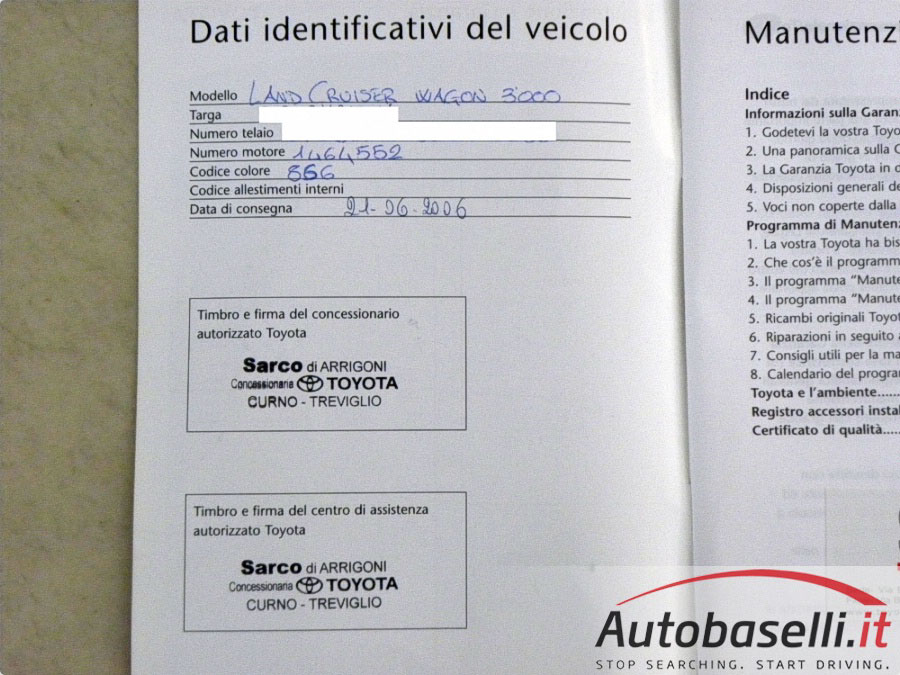 Dati identificativi del veicolo
Modello LAND CRUISER WAGON 3000
Targa
Numero telaio
Numero motore 1464552
Codice colore 866
Codice allestimenti interni
Data di consegna 21-06-2006
Timbro e firma del concessionario
autorizzato Toyota
Sarco di ARRIGONI
Concessionaria TOYOTA
CURNO - TREVIGLIO
Timbro e firma del centro di assistenza
autorizzato Toyota
Sarco di ARRIGONI
Concessionaria TOYOTA
CURNO - TREVIGLIO
Manutenzi
Indice
Informazioni sulla Garan
1. Godetevi la vostra Toyo
2. Una panoramica sulla G
3. La Garanzia Toyota in d
4. Disposizioni generali de
5. Voci non coperte dalla
Programma di Manuten
1. La vostra Toyota ha bis
2. Che cos'è il programm
3. Il programma "Manute
4. Il programma "Manute
5. Ricambi originali Toyot
6. Riparazioni in seguito a
7. Consigli utili per la ma
8. Calendario del program
Toyota e l'ambiente......
Registro accessori instal
Certificato di qualità.....
Autobaselli.it
STOP SEARCHING. START DRIVING.